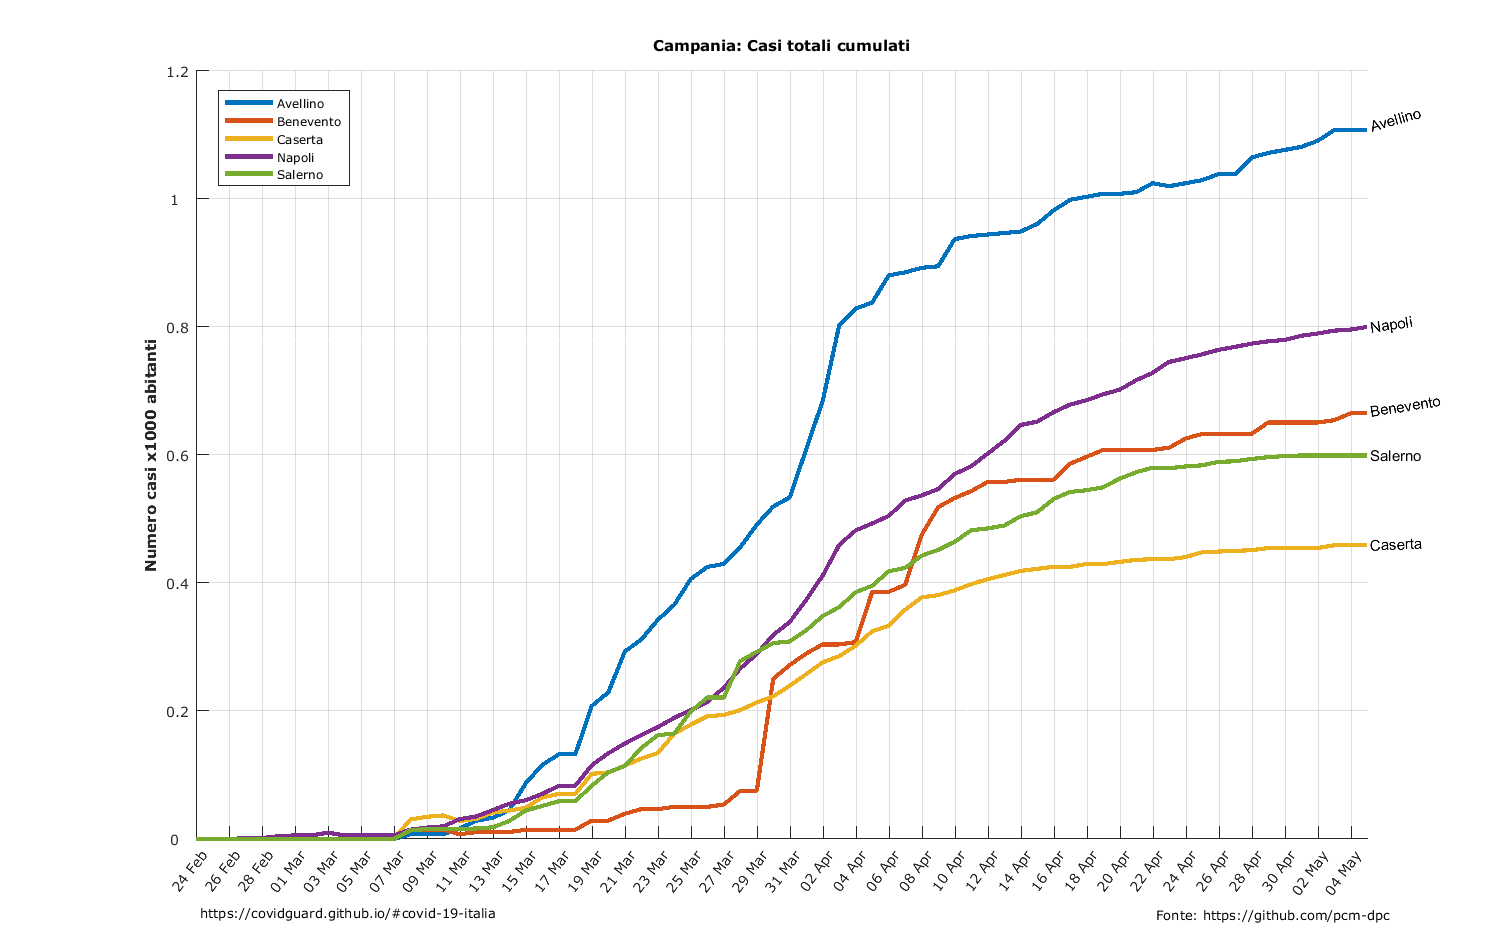 Campania: Casi totali cumulati
1.2
1
0.8
0.6
0.4
0.2
0
Numero casi x1000 abitanti
Avellino
Benevento
Caserta
Napoli
Salerno
Avellino
Napoli
Benevento
Salerno
Caserta
24 Feb
26 Feb
28 Feb
01 Mar
03 Mar
05 Mar
07 Mar
09 Mar
11 Mar
13 Mar
15 Mar
17 Mar
19 Mar
21 Mar
23 Mar
25 Mar
27 Mar
29 Mar
31 Mar
02 Apr
04 Apr
06 Apr
08 Apr
10 Apr
12 Apr
14 Apr
16 Apr
18 Apr
20 Apr
22 Apr
24 Apr
26 Apr
28 Apr
30 Apr
02 May
04 May
https://covidguard.github.io/#covid-19-italia
Fonte: https://github.com/pcm-dpc